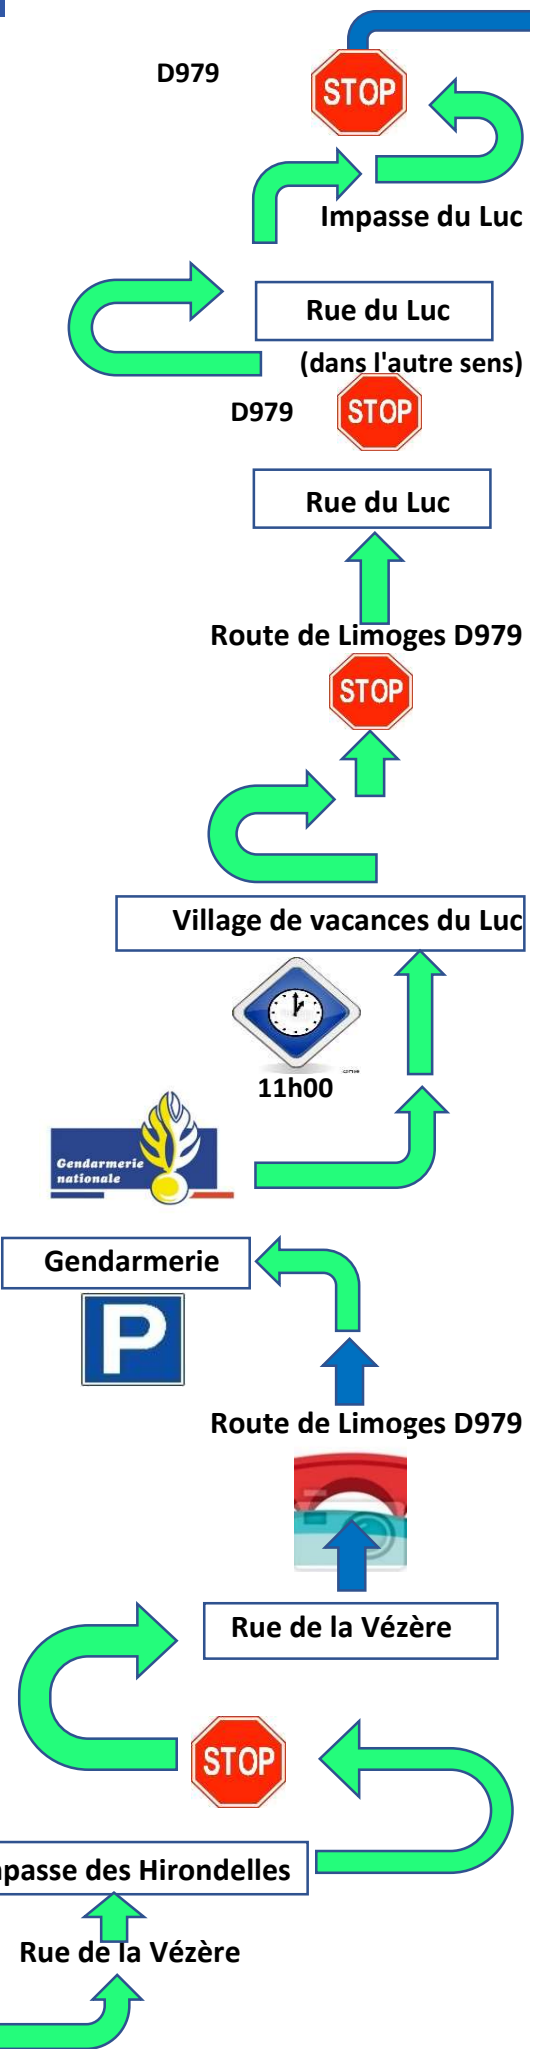 D979
STOP
Impasse du Luc
Rue du Luc
(dans l'autre sens)
D979
STOP
Rue du Luc
Route de Limoges D979
STOP
Village de vacances du Luc
11h00
Gendarmerie
nationale
Gendarmerie
P
Route de Limoges D979
Rue de la Vézère
STOP
passe des Hirondelles
Rue de la Vézère